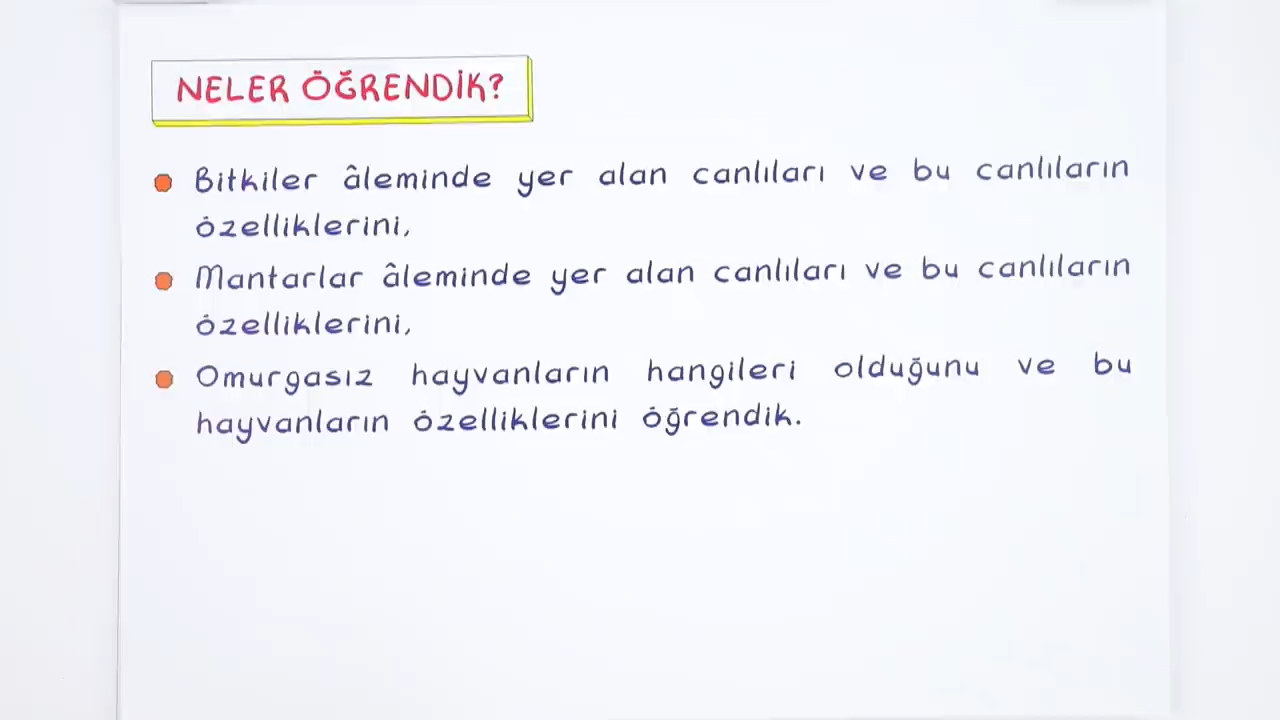 NELER ÖĞRENDİK?
Bitkiler âleminde yer alan canlıları ve bu canlıların
özelliklerini,
Mantarlar âleminde yer alan canlıları ve bu canlıların
özelliklerini,
Omurgasız hayvanların hangileri olduğunu ve bu
hayvanların özelliklerini öğrendik.